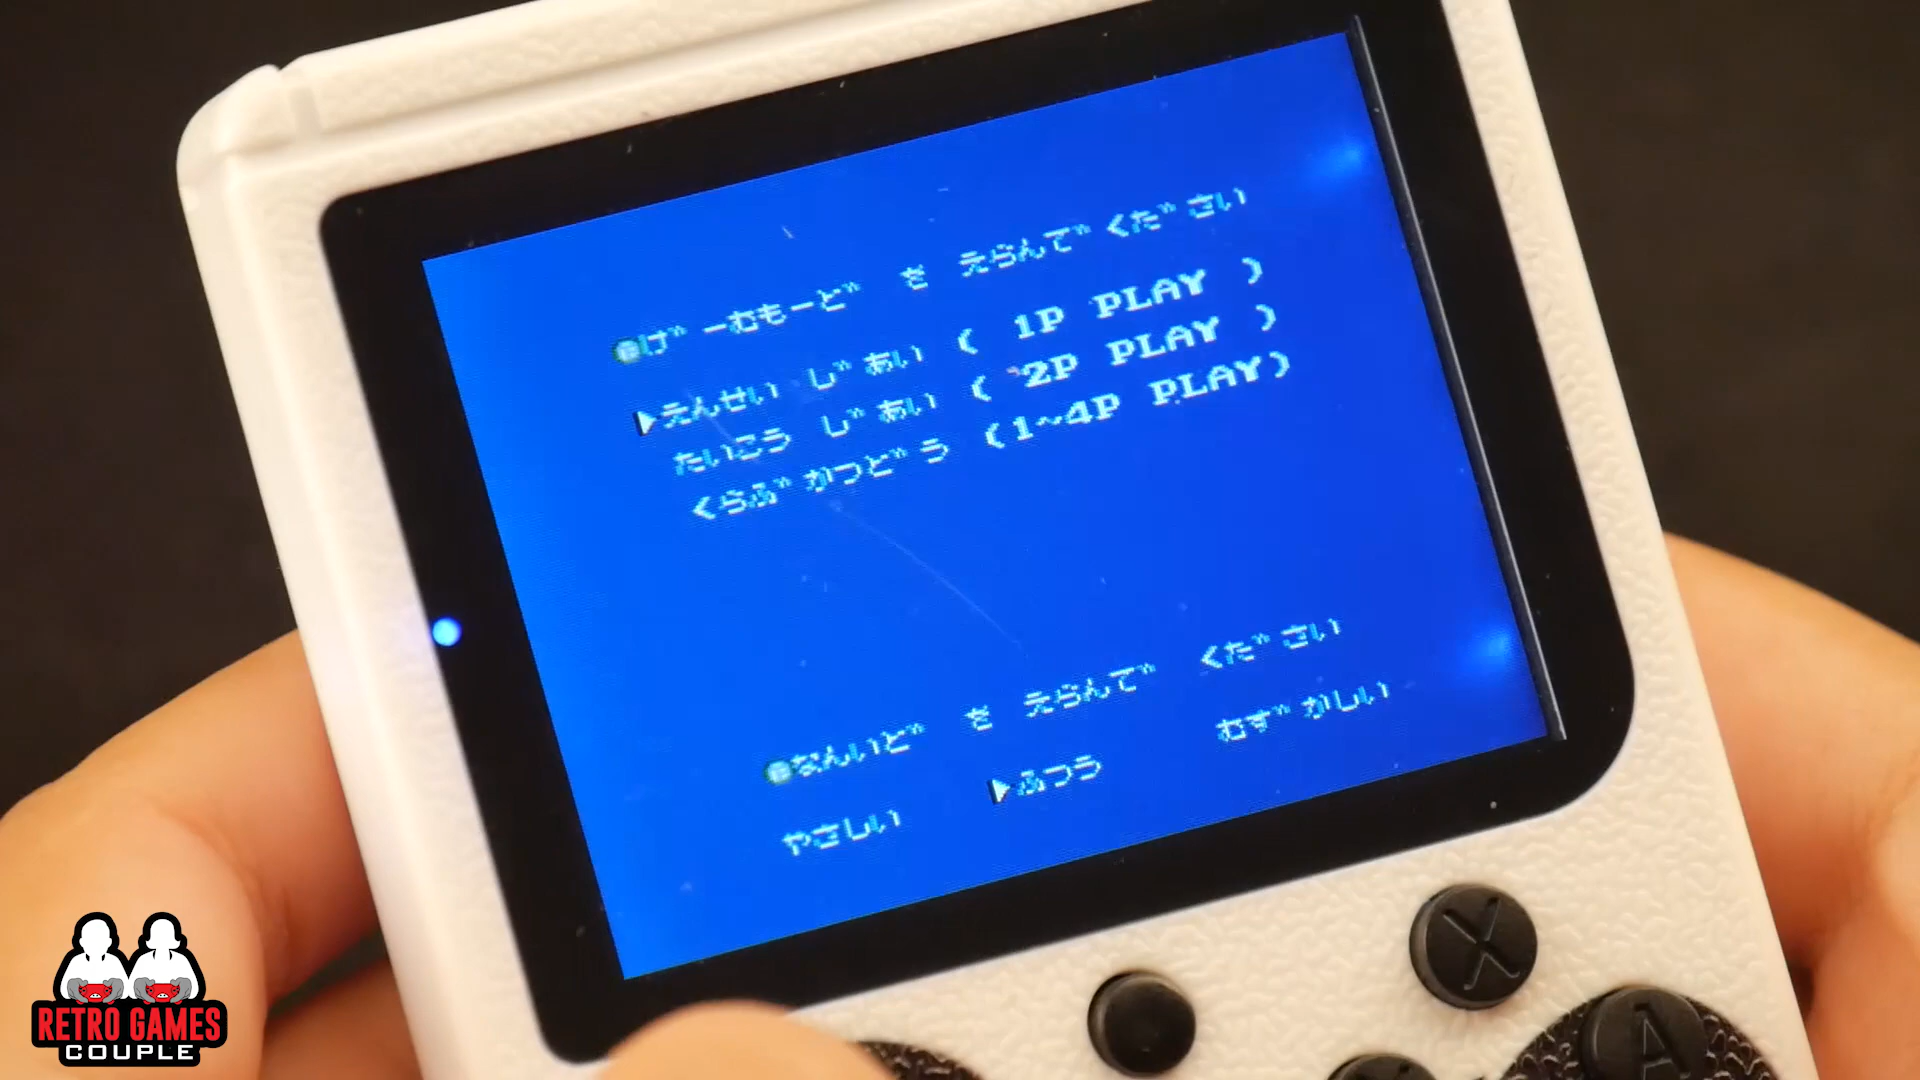 げーむもーど を えらんでください
えんせい しあい ( 1P PLAY )
たいこう じあい ( 2P PLAY )
くらぶかつどう (1~4P PLAY)
なんいど を えらんで ください
やさしい ふつう むずかしい
X
A
RETRO GAMES
COUPLE